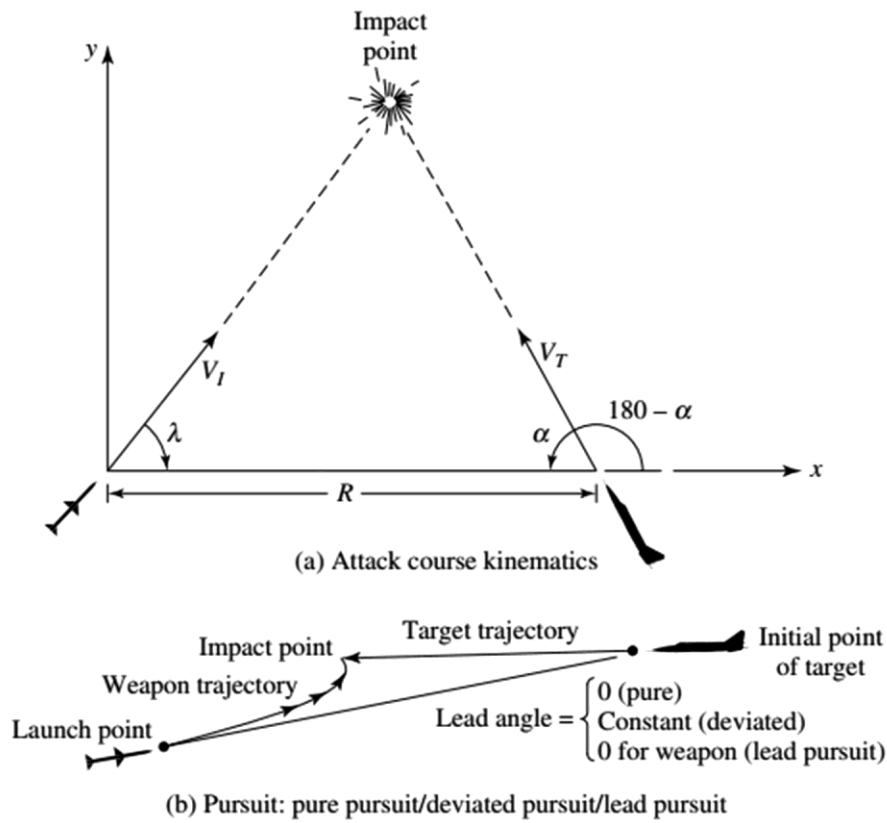 Impact
point
y
V_I
V_T
λ
α
180 – α
x
R
(a) Attack course kinematics
Target trajectory
Impact point
Initial point
of target
Weapon trajectory
Lead angle =
0 (pure)
Constant (deviated)
0 for weapon (lead pursuit)
Launch point
(b) Pursuit: pure pursuit/deviated pursuit/lead pursuit